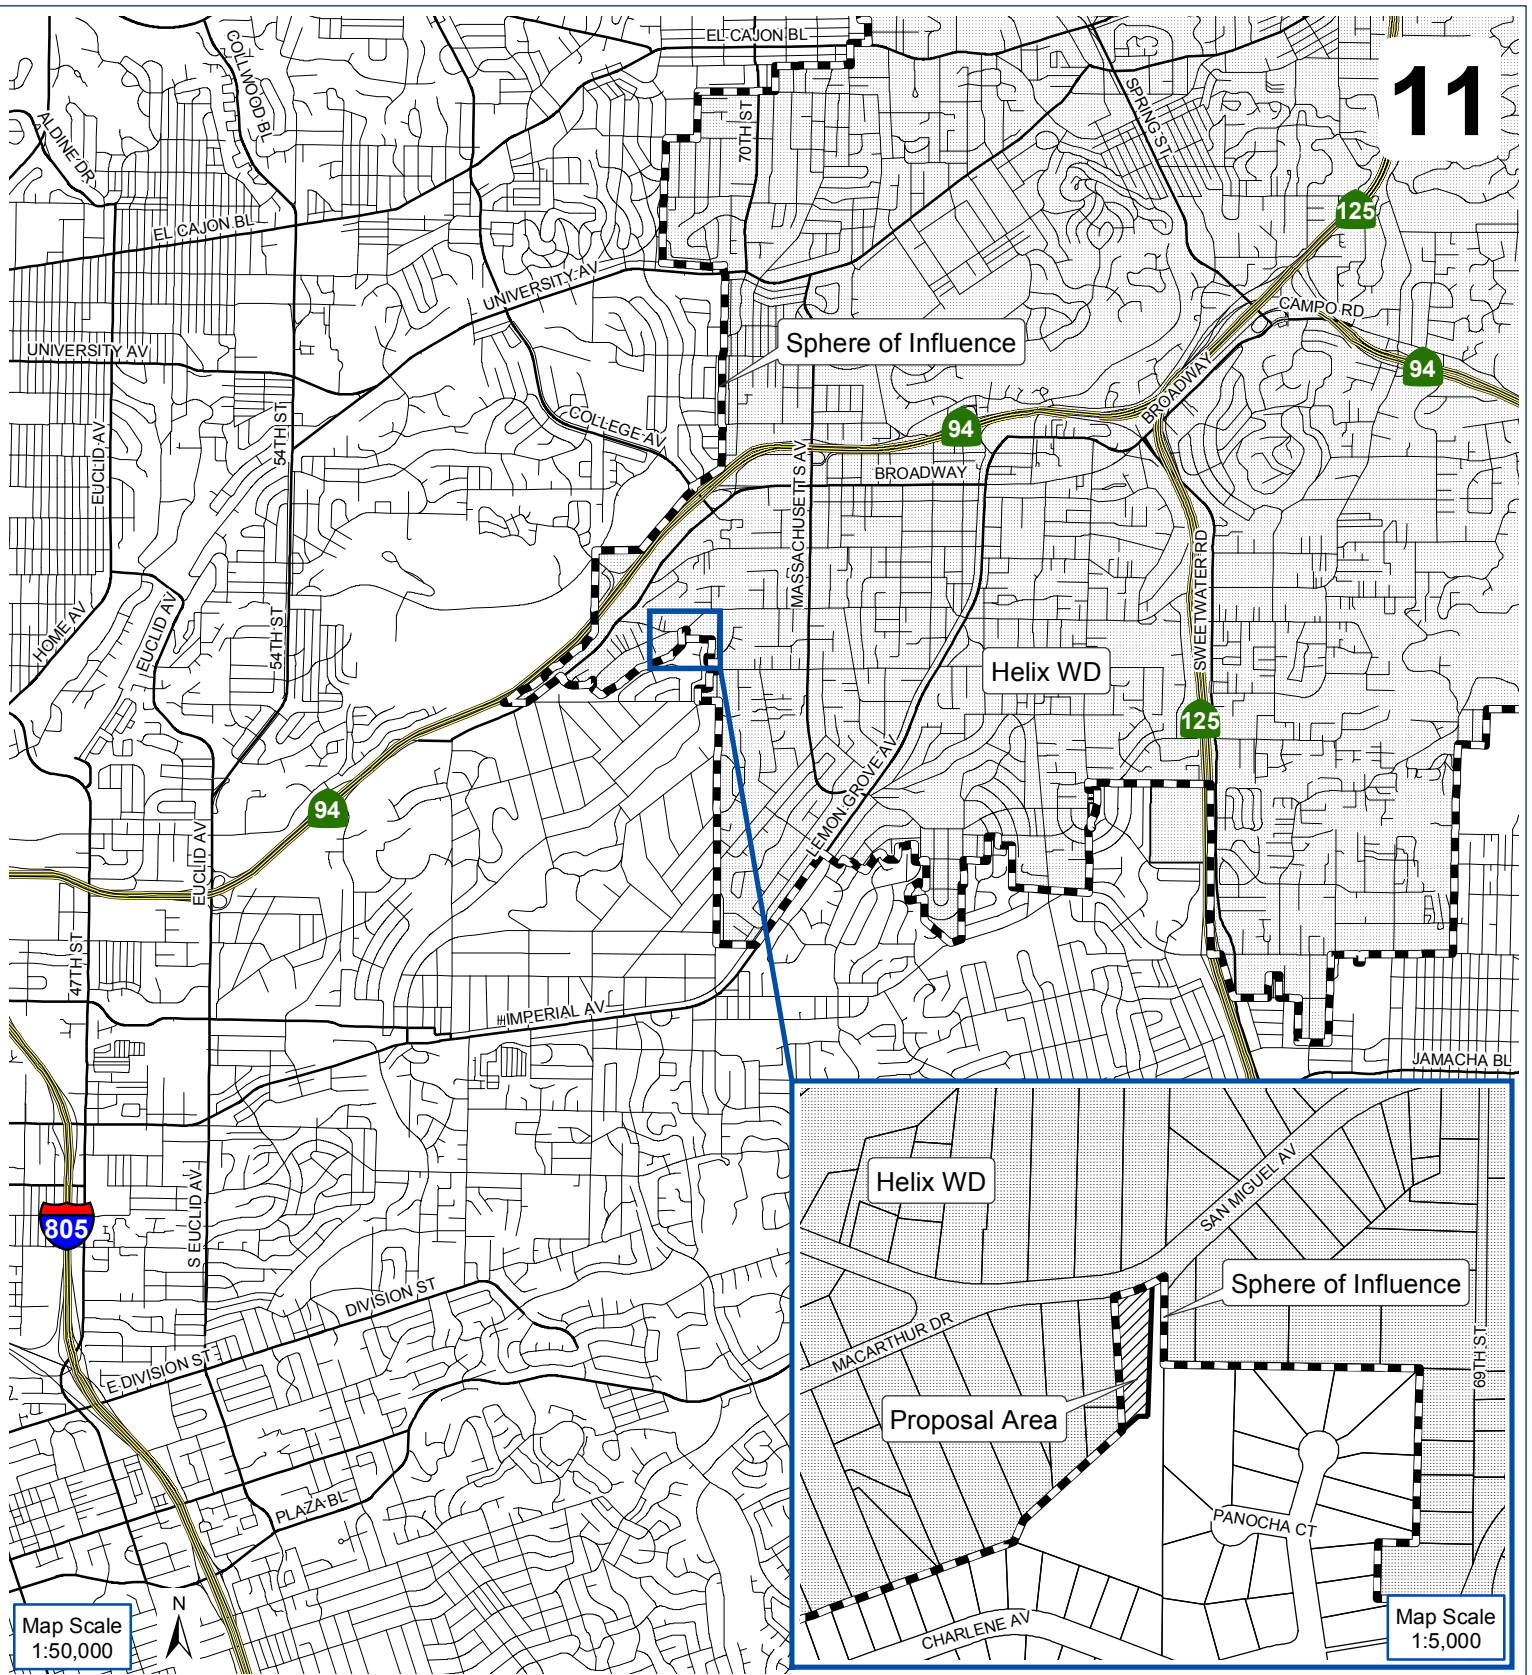 EL CAJON BL
COLLWOOD BL
11
SPRING ST
ALDINE DR
70TH ST
125
EL CAJON BL
UNIVERSITY AV
CAMPO RD
Sphere of Influence
UNIVERSITY AV
94
BROADWAY
COLLEGE AV
94
54TH ST
EUCLID AV
MASSACHUSETTS AV
BROADWAY
SWEETWATER RD
HOME AV
EUCLID AV
54TH ST
Helix WD
125
LEMON GROVE AV
94
EUCLID AV
47TH ST
IMPERIAL AV
JAMACHA BL
805
S EUCLID AV
DIVISION ST
E DIVISION ST
PLAZA BL
Map Scale
1:50,000
N
Helix WD
SAN MIGUEL AV
Sphere of Influence
MACARTHUR DR
69TH ST
Proposal Area
PANOCHA CT
CHARLENE AV
Map Scale
1:5,000